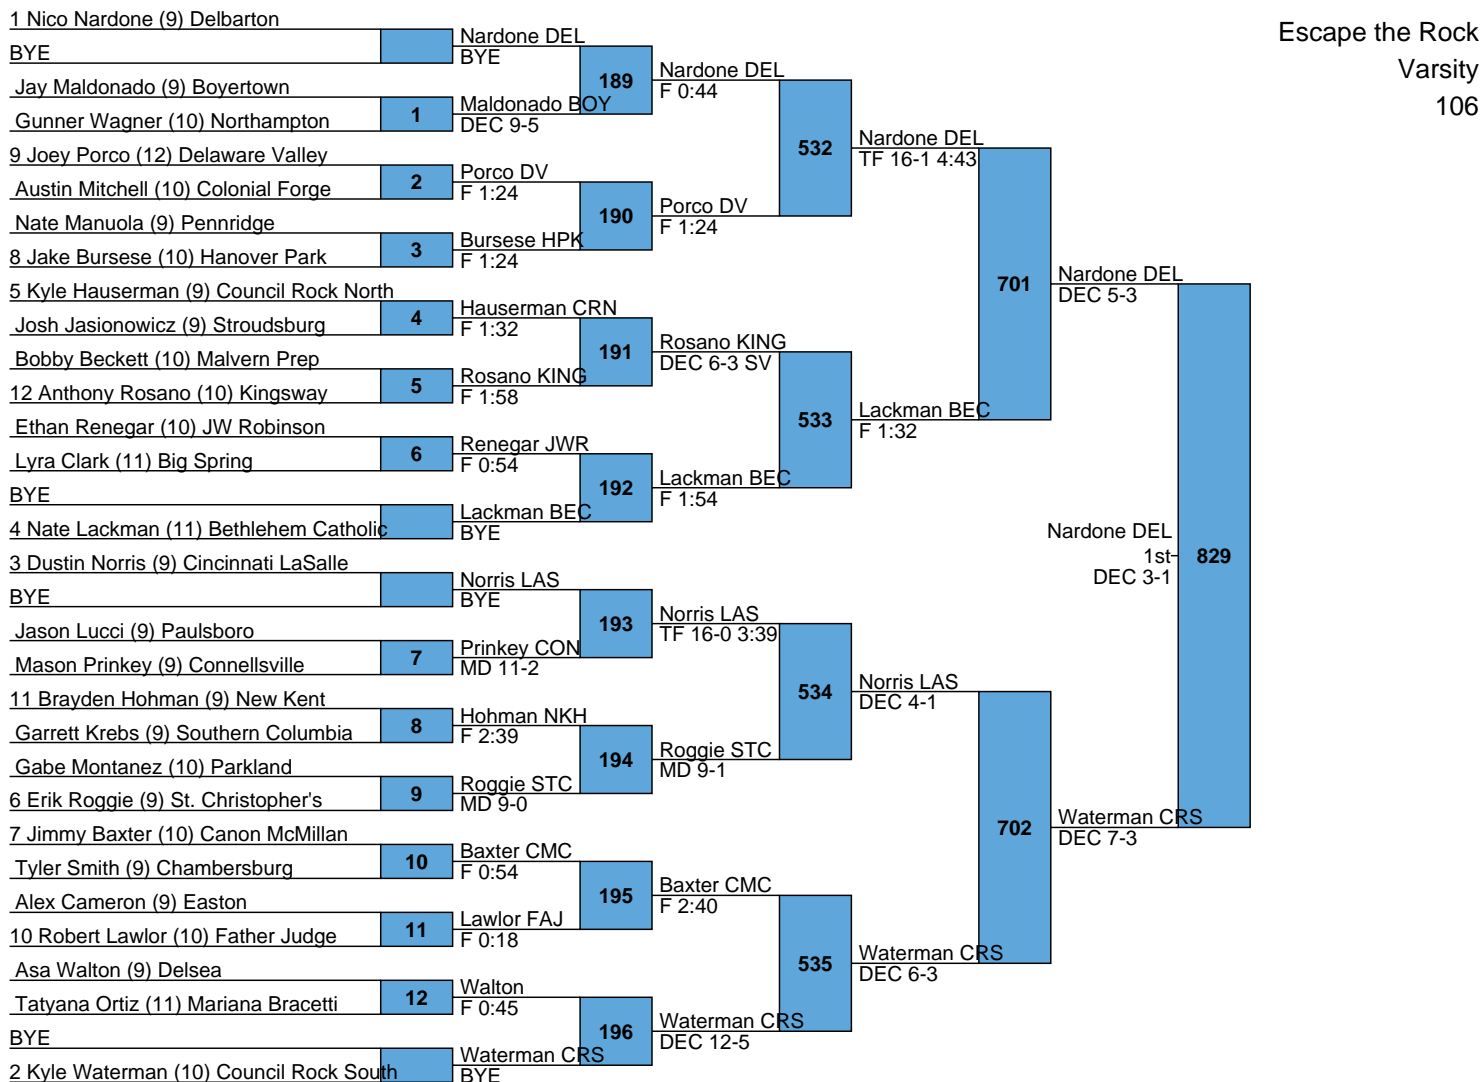 Escape the Rock
Varsity
106
1 Nico Nardone (9) Delbarton
BYE
Jay Maldonado (9) Boyertown
Gunner Wagner (10) Northampton
9 Joey Porco (12) Delaware Valley
Austin Mitchell (10) Colonial Forge
Nate Manuola (9) Pennridge
8 Jake Bursese (10) Hanover Park
5 Kyle Hauserman (9) Council Rock North
Josh Jasionowicz (9) Stroudsburg
Bobby Beckett (10) Malvern Prep
12 Anthony Rosano (10) Kingsway
Ethan Renegar (10) JW Robinson
Lyra Clark (11) Big Spring
BYE
4 Nate Lackman (11) Bethlehem Catholic
3 Dustin Norris (9) Cincinnati LaSalle
BYE
Jason Lucci (9) Paulsboro
Mason Prinkey (9) Connellsville
11 Brayden Hohman (9) New Kent
Garrett Krebs (9) Southern Columbia
Gabe Montanez (10) Parkland
6 Erik Roggie (9) St. Christopher's
7 Jimmy Baxter (10) Canon McMillan
Tyler Smith (9) Chambersburg
Alex Cameron (9) Easton
10 Robert Lawlor (10) Father Judge
Asa Walton (9) Delsea
Tatyana Ortiz (11) Mariana Bracetti
BYE
2 Kyle Waterman (10) Council Rock South
1
2
3
4
5
6
7
8
9
10
11
12
Nardone DEL
BYE
Maldonado BOY
DEC 9-5
Porco DV
F 1:24
Bursese HPK
F 1:24
Hauserman CRN
F 1:32
Rosano KING
F 1:58
Renegar JWR
F 0:54
Lackman BEC
BYE
Norris LAS
BYE
Prinkey CON
MD 11-2
Hohman NKH
F 2:39
Roggie STC
MD 9-0
Baxter CMC
F 0:54
Lawlor FAJ
F 0:18
Walton
F 0:45
Waterman CRS
BYE
189
190
191
192
193
194
195
196
Nardone DEL
F 0:44
Porco DV
F 1:24
Rosano KING
DEC 6-3 SV
Lackman BEC
F 1:54
Norris LAS
TF 16-0 3:39
Roggie STC
MD 9-1
Baxter CMC
F 2:40
Waterman CRS
DEC 12-5
532
533
534
535
Nardone DEL
TF 16-1 4:43
Lackman BEC
F 1:32
Norris LAS
DEC 4-1
Waterman CRS
DEC 6-3
701
702
Nardone DEL
DEC 5-3
Waterman CRS
DEC 7-3
829
Nardone DEL
1st
DEC 3-1